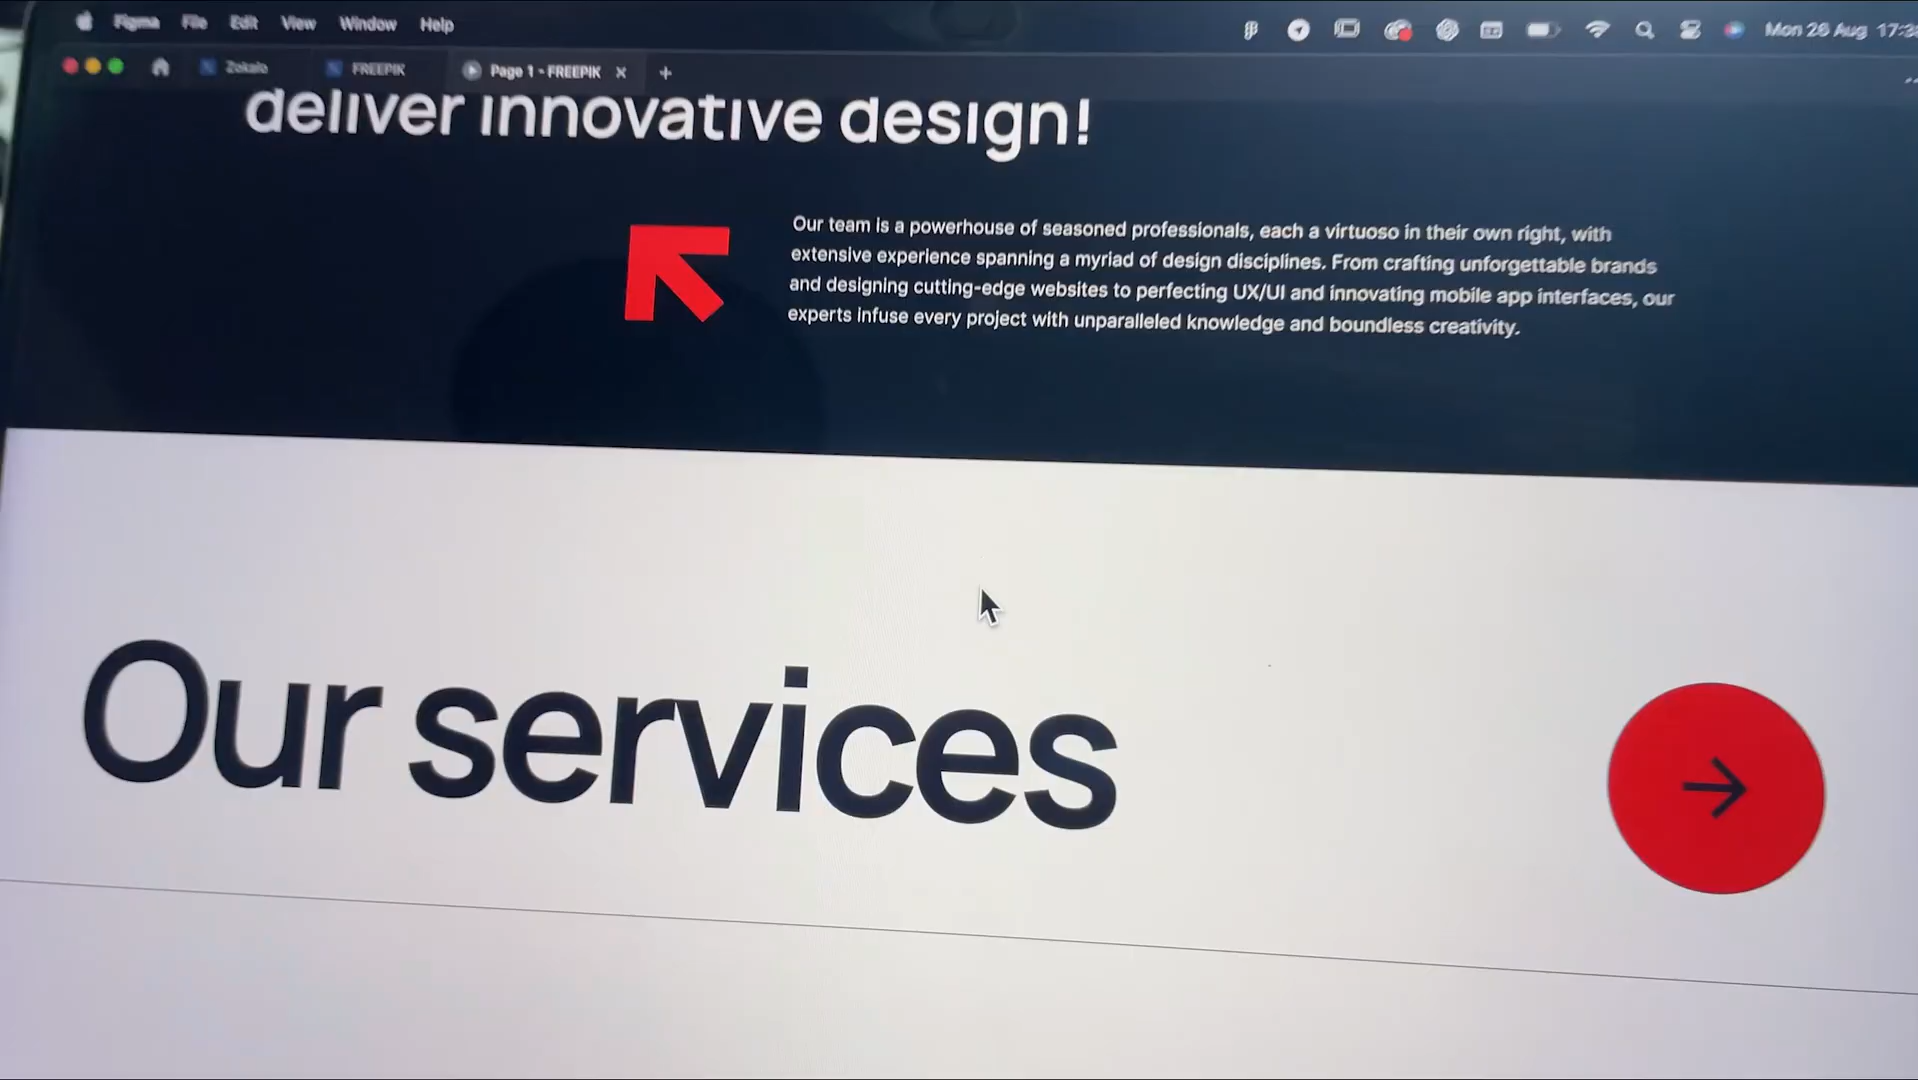 Figma File Edit View Window Help
Mon 26 Aug
Zokalo FREEPIK Page 1 - FREEPIK
deliver innovative design!
Our team is a powerhouse of seasoned professionals, each a virtuoso in their own right, with
extensive experience spanning a myriad of design disciplines. From crafting unforgettable brands
and designing cutting-edge websites to perfecting UX/UI and innovating mobile app interfaces, our
experts infuse every project with unparalleled knowledge and boundless creativity.
Our services